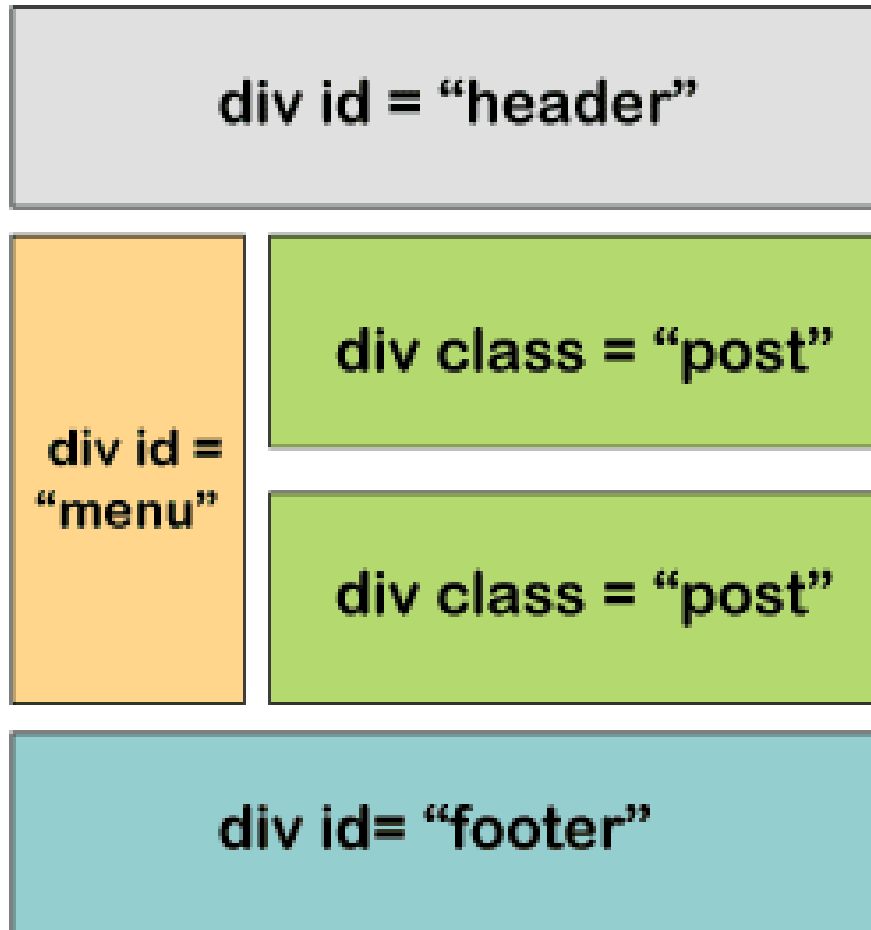 div id = “header”
div class = “post”
div id =
“menu”
div class = “post”
div id= “footer”